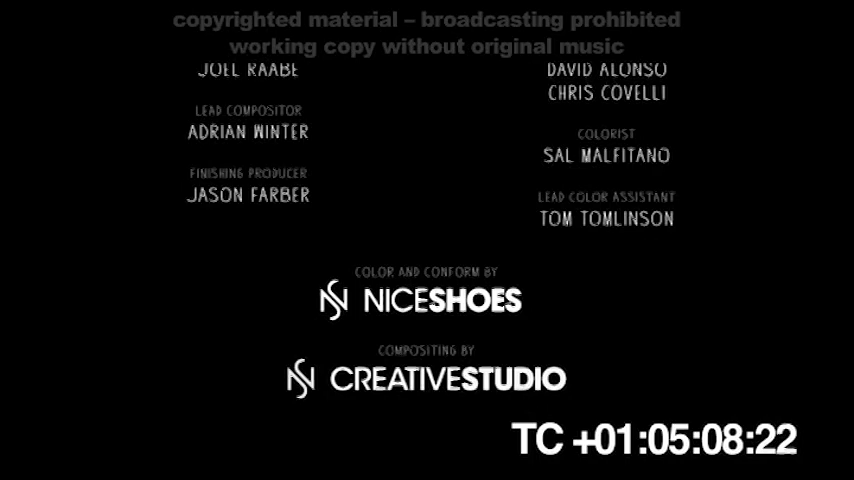 copyrighted material – broadcasting prohibited
working copy without original music
JOEL RAABE
LEAD COMPOSITOR
ADRIAN WINTER
FINISHING PRODUCER
JASON FARBER
DAVID ALONSO
CHRIS COVELLI
COLORIST
SAL MALFITANO
LEAD COLOR ASSISTANT
TOM TOMLINSON
COLOR AND CONFORM BY
NICESHOES
COMPOSITING BY
CREATIVESTUDIO
TC +01:05:08:22